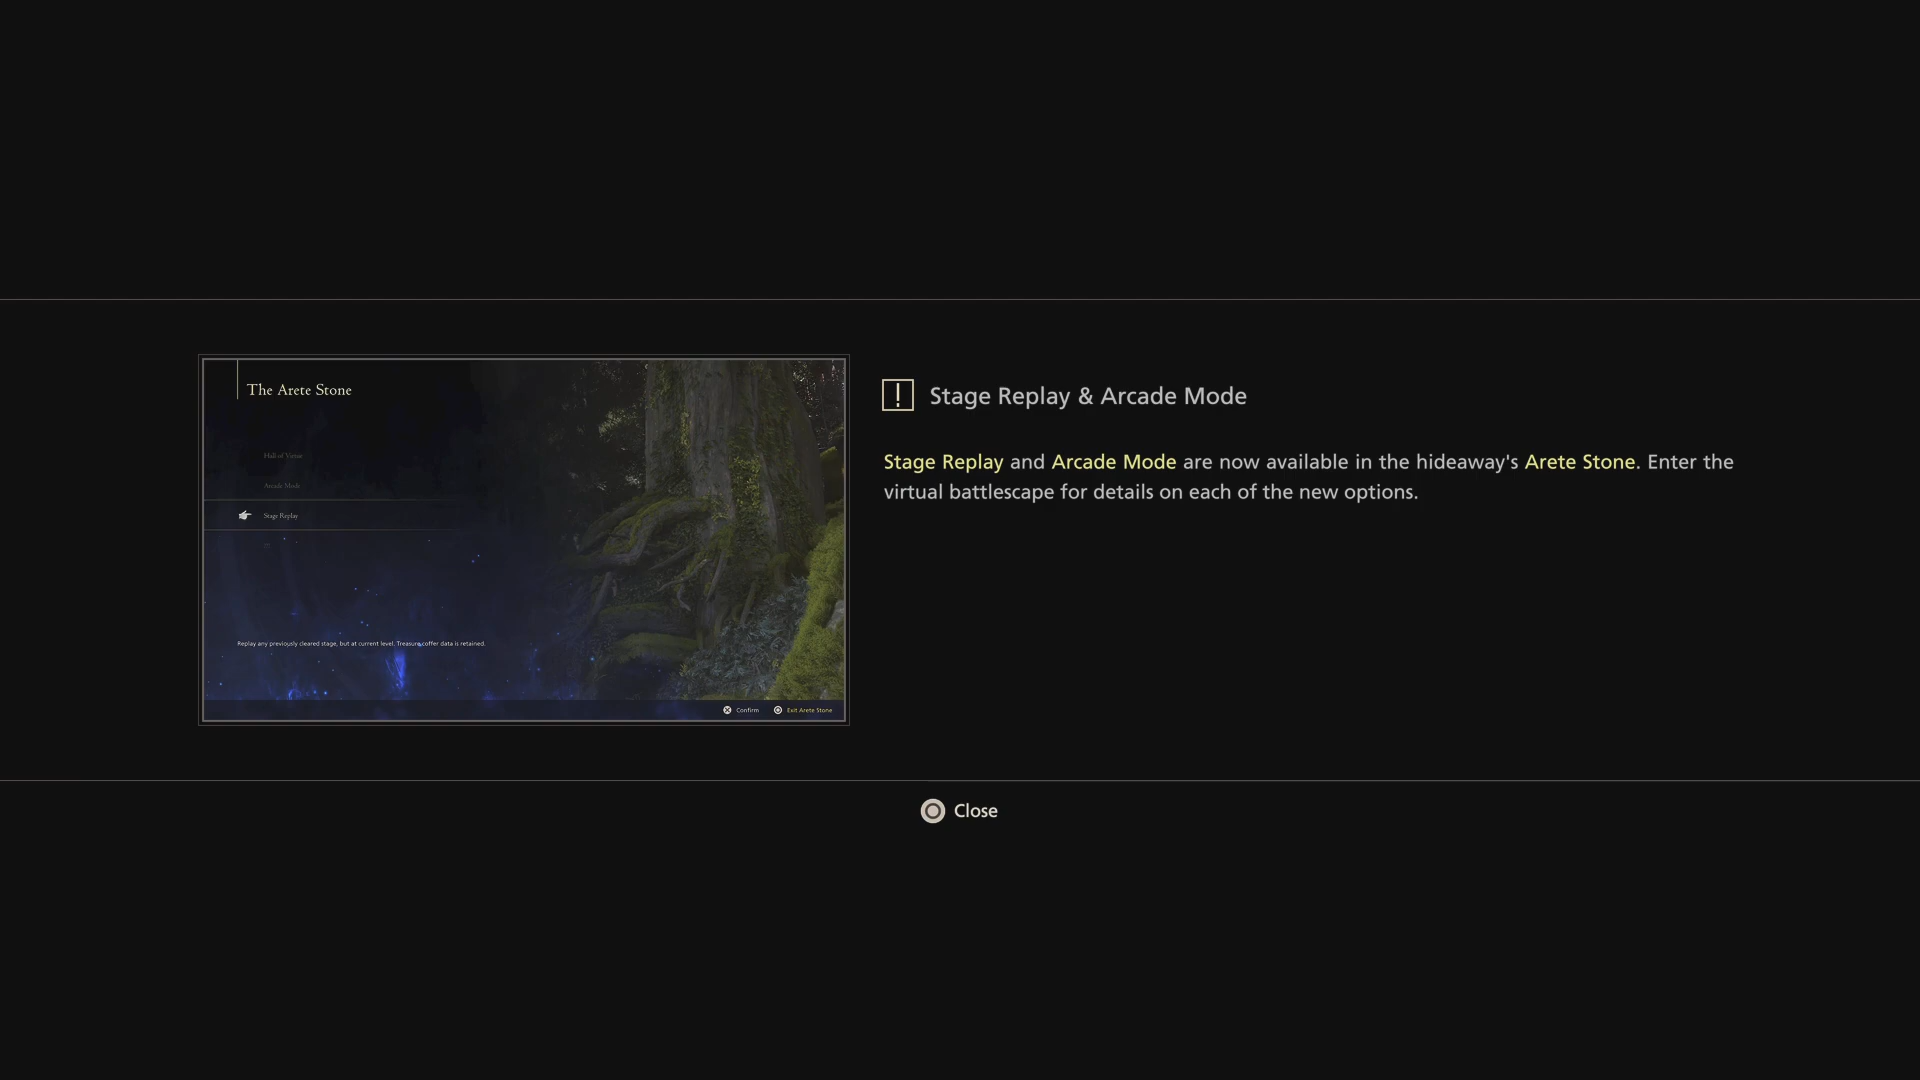 The Arete Stone
Hall of Virtue
Arcade Mode
Stage Replay
???
Replay any previously cleared stage, but at current level. Treasure coffer data is retained.
Confirm
Exit Arete Stone
! Stage Replay & Arcade Mode
Stage Replay and Arcade Mode are now available in the hideaway's Arete Stone. Enter the
virtual battlescape for details on each of the new options.
Close